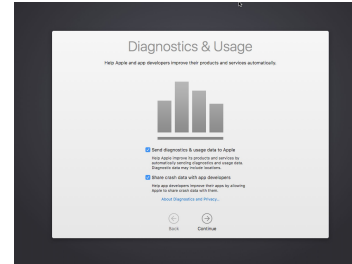 Diagnostics & Usage
Help Apple and app developers improve their products and services automatically.
Send diagnostics & usage data to Apple
Help Apple improve its products and services by
automatically sending diagnostics and usage data.
Diagnostic data may include locations.
Share crash data with app developers
Help app developers improve their apps by allowing
Apple to share crash data with them.
About Diagnostics and Privacy...
Back Continue